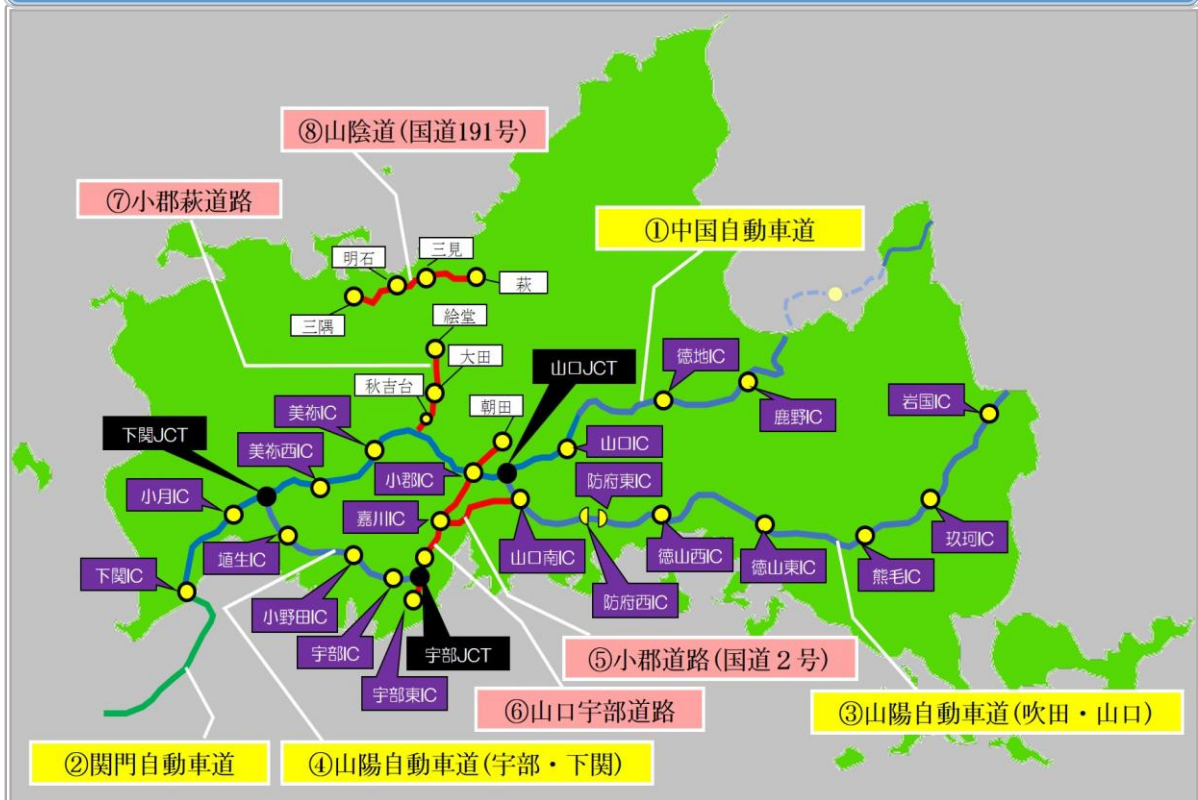 ⑧山陰道(国道191号)
⑦小郡萩道路
①中国自動車道
三見
明石
萩
三隅
絵堂
大田
山口JCT
徳地IC
秋吉台
朝田
鹿野IC
岩国IC
美祢IC
下関JCT
美祢西IC
山口IC
小郡IC
防府東IC
小月IC
嘉川IC
玖珂IC
埴生IC
山口南IC
徳山西IC
徳山東IC
熊毛IC
下関IC
防府西IC
小野田IC
宇部IC
宇部JCT
宇部東IC
⑤小郡道路(国道2号)
⑥山口宇部道路
③山陽自動車道(吹田・山口)
②関門自動車道
④山陽自動車道(宇部・下関)